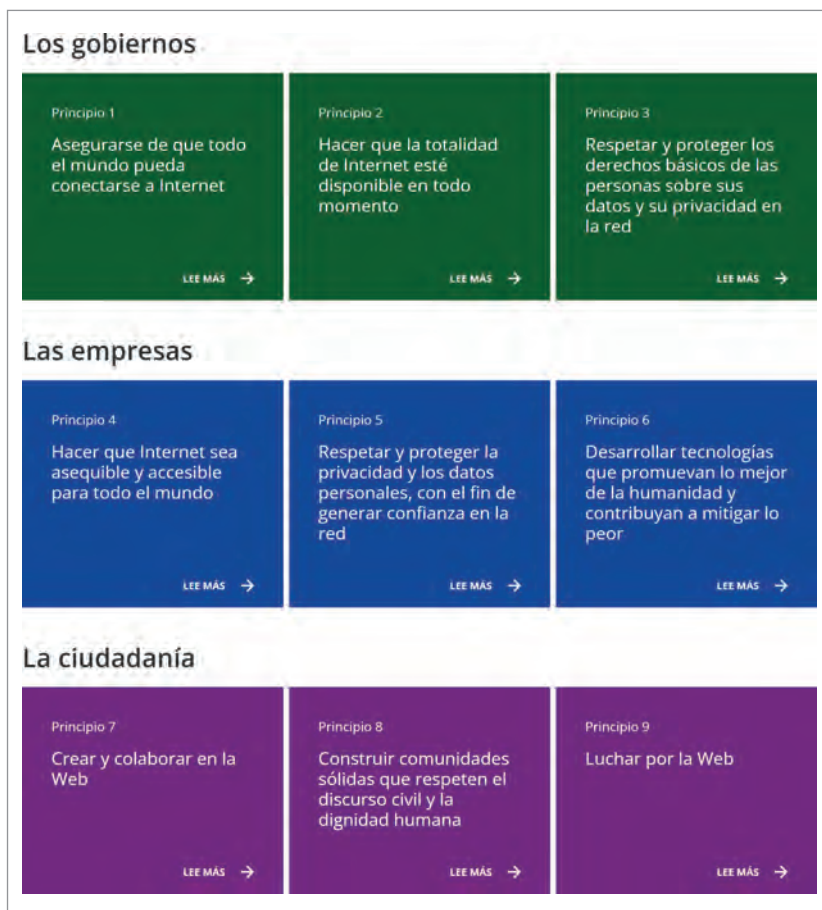 Los gobiernos
Principio 1
Asegurarse de que todo
el mundo pueda
conectarse a Internet
LEE MÁS →
Principio 2
Hacer que la totalidad
de Internet esté
disponible en todo
momento
LEE MÁS →
Principio 3
Respetar y proteger los
derechos básicos de las
personas sobre sus
datos y su privacidad en
la red
LEE MÁS →
Las empresas
Principio 4
Hacer que Internet sea
asequible y accesible
para todo el mundo
LEE MÁS →
Principio 5
Respetar y proteger la
privacidad y los datos
personales, con el fin de
generar confianza en la
red
LEE MÁS →
Principio 6
Desarrollar tecnologías
que promuevan lo mejor
de la humanidad y
contribuyan a mitigar lo
peor
LEE MÁS →
La ciudadanía
Principio 7
Crear y colaborar en la
Web
LEE MÁS →
Principio 8
Construir comunidades
sólidas que respeten el
discurso civil y la
dignidad humana
LEE MÁS →
Principio 9
Luchar por la Web
LEE MÁS →